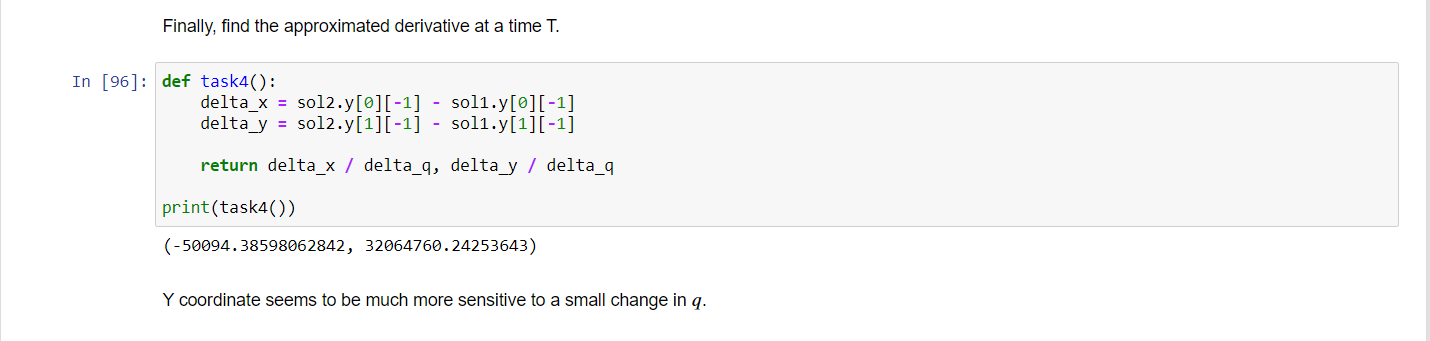 Finally, find the approximated derivative at a time T.
In [96]: def task4():
    delta_x = sol2.y[0][-1] - sol1.y[0][-1]
    delta_y = sol2.y[1][-1] - sol1.y[1][-1]
    return delta_x / delta_q, delta_y / delta_q
print(task4())
(-50094.38598062842, 32064760.24253643)
Y coordinate seems to be much more sensitive to a small change in q.